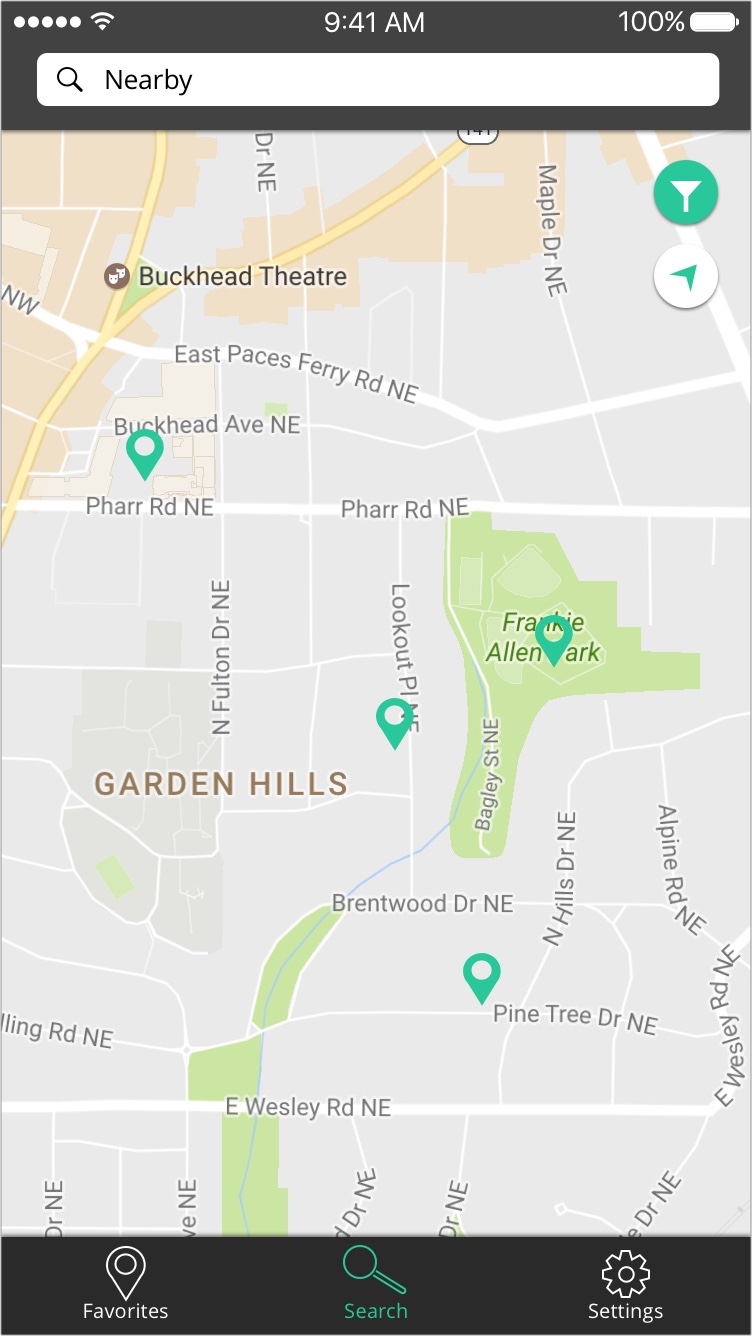 9:41 AM
100%
Nearby
141
Dr NE
Maple Dr NE
Buckhead Theatre
NW
East Paces Ferry Rd NE
Buckhead Ave NE
Pharr Rd NE
Pharr Rd NE
N Fulton Dr NE
Lookout Pl NE
Frankie
Allen Park
Bagley St NE
GARDEN HILLS
N Hills Dr NE
Alpine Rd NE
Brentwood Dr NE
E Wesley Rd NE
Pine Tree Dr NE
lling Rd NE
E Wesley Rd NE
Dr NE
ve NE
d Dr NE
Dr NE
le Dr NE
Favorites
Search
Settings